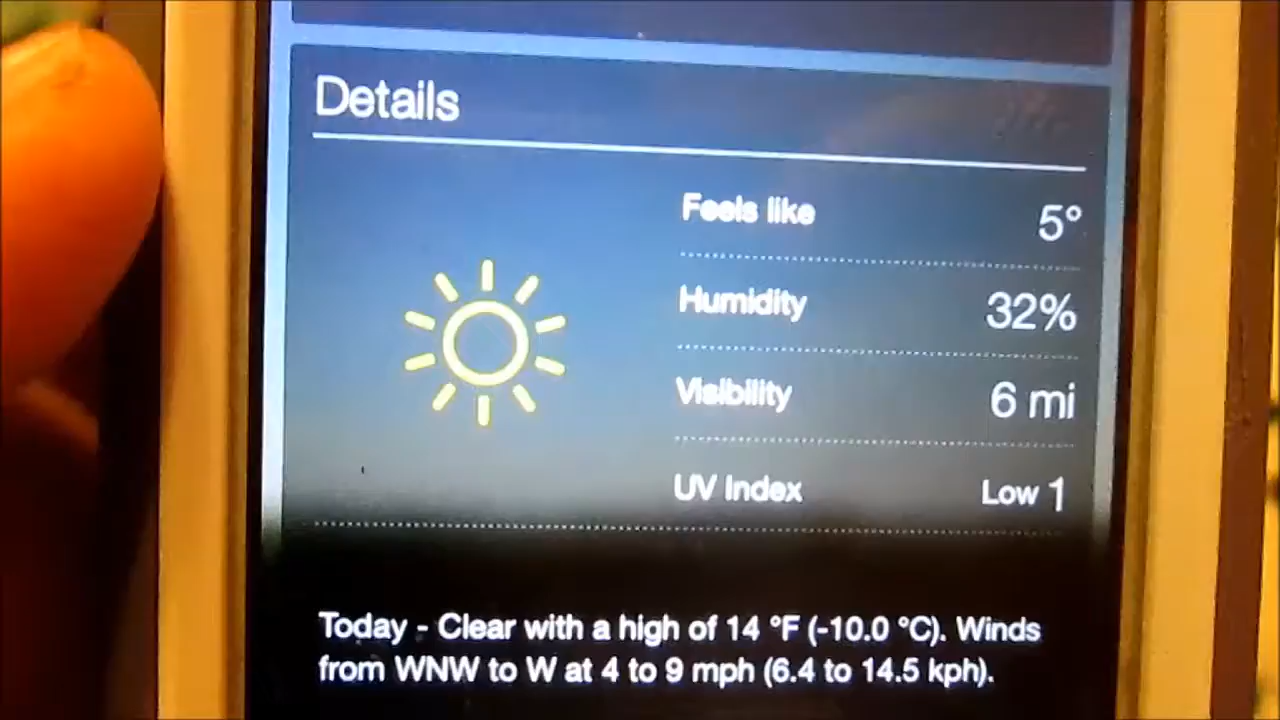 Details
Feels like 5°
Humidity 32%
Visibility 6 mi
UV Index Low 1
Today - Clear with a high of 14 °F (-10.0 °C). Winds
from WNW to W at 4 to 9 mph (6.4 to 14.5 kph).